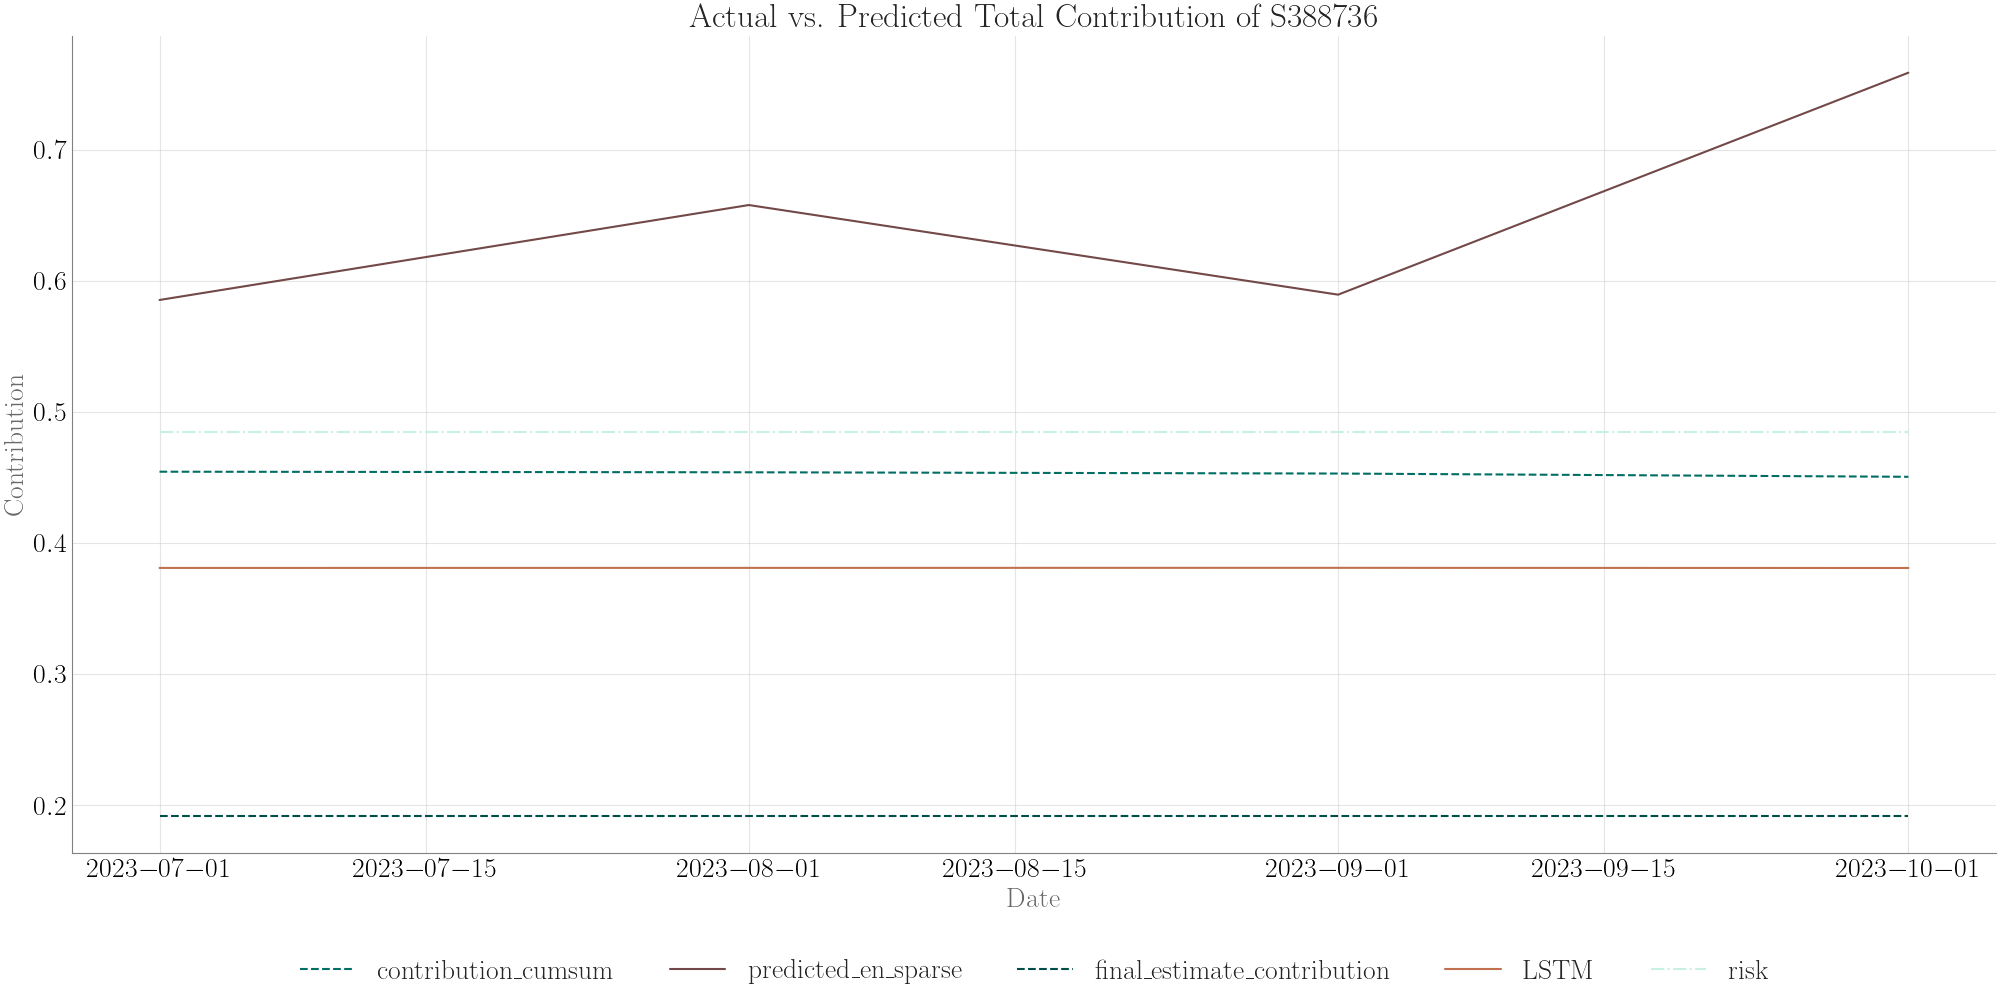 Actual vs. Predicted Total Contribution of S388736
Contribution
0.7
0.6
0.5
0.4
0.3
0.2
2023−07−01 2023−07−15 2023−08−01 2023−08−15 2023−09−01 2023−09−15 2023−10−01
Date
contribution_cumsum predicted_en_sparse final_estimate_contribution LSTM risk